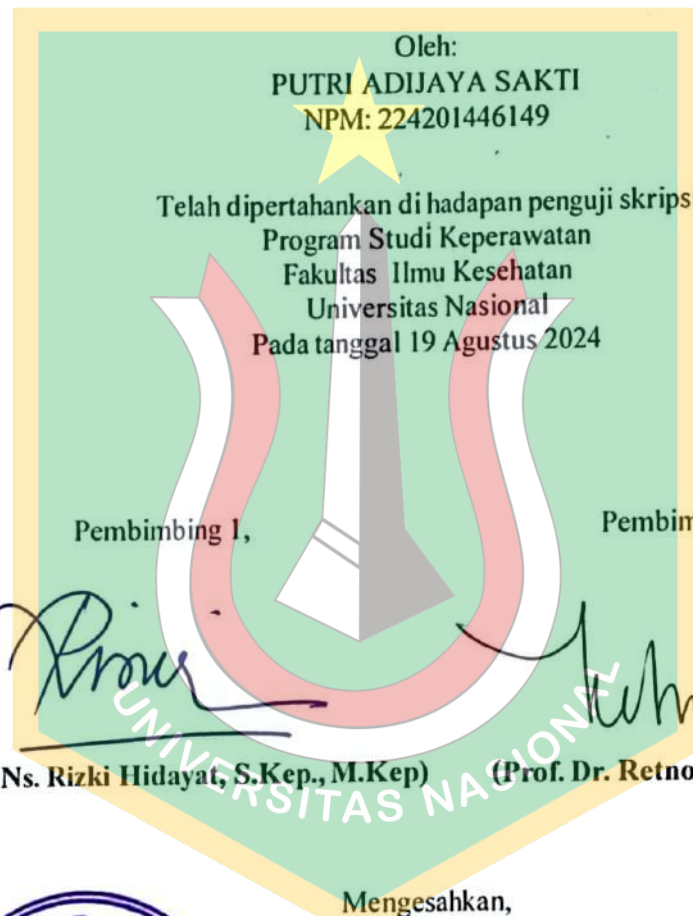 Oleh:
PUTRI ADIJAYA SAKTI
NPM: 224201446149
Telah dipertahankan di hadapan penguji skrips
Program Studi Keperawatan
Fakultas Ilmu Kesehatan
Universitas Nasional
Pada tanggal 19 Agustus 2024
Pembimbing 1,
Pembim
Ns. Rizki Hidayat, S.Kep., M.Kep)
(Prof. Dr. Retno
UNIVERSITAS NASIONAL
Mengesahkan,